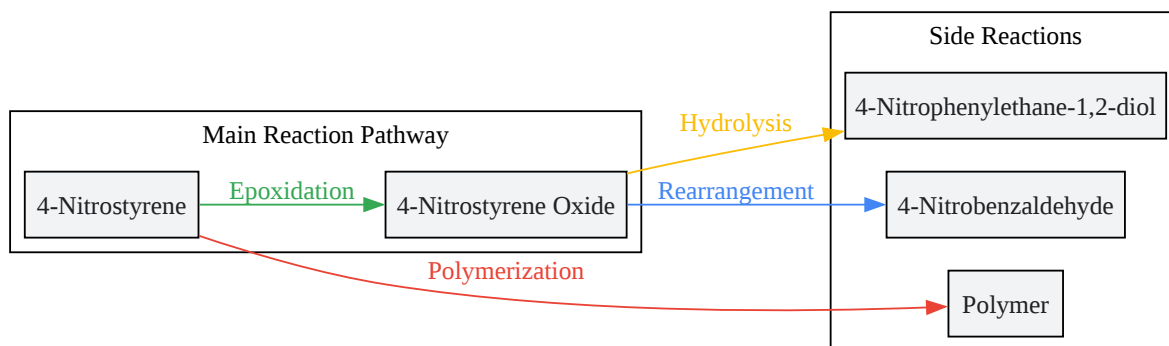 Side Reactions
4-Nitrophenylethane-1,2-diol
Hydrolysis
Main Reaction Pathway
4-Nitrostyrene
Epoxidation
4-Nitrostyrene Oxide
Rearrangement
4-Nitrobenzaldehyde
Polymerization
Polymer